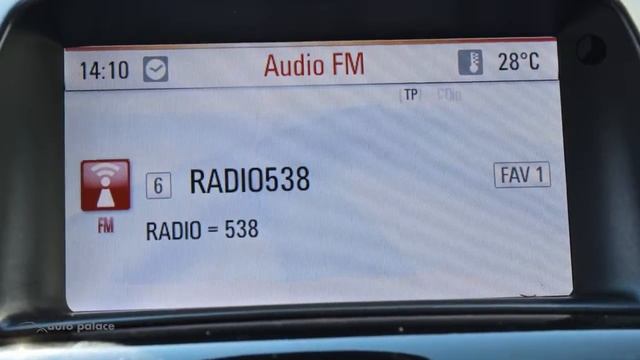 14:10 Audio FM 28°C
[TP]
6 RADIO538 FAV 1
FM
RADIO = 538
auto palace